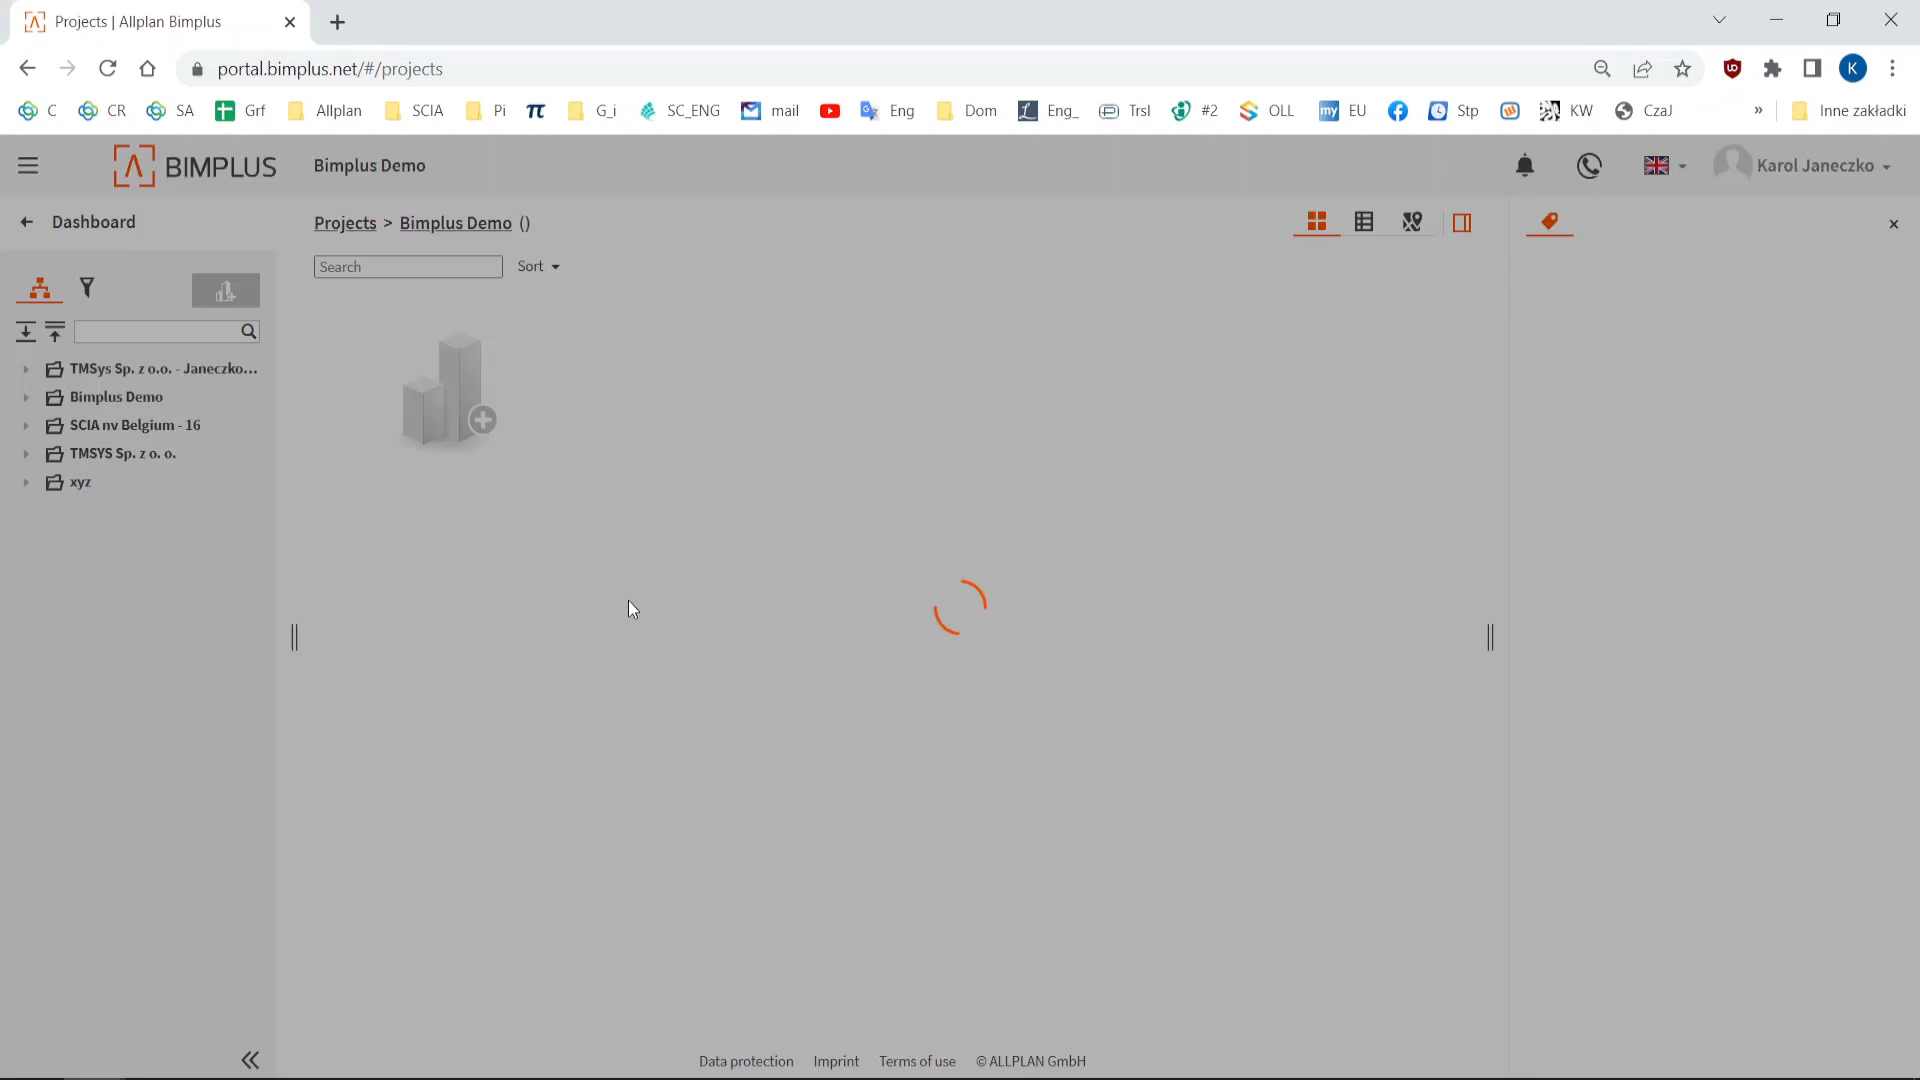 Projects | Allplan Bimplus
portal.bimplus.net/#/projects
K
C CR SA Grf Allplan SCIA Pi G_i SC_ENG mail Eng Dom Eng_ Trsl #2 OLL my EU Stp KW CzaJ » Inne zakładki
BIMPLUS
Bimplus Demo
Karol Janeczko
Dashboard
Projects > Bimplus Demo ()
Search
Sort
TMSys Sp. z o.o. - Janeczko...
Bimplus Demo
SCIA nv Belgium - 16
TMSYS Sp. z o. o.
xyz
Data protection Imprint Terms of use © ALLPLAN GmbH